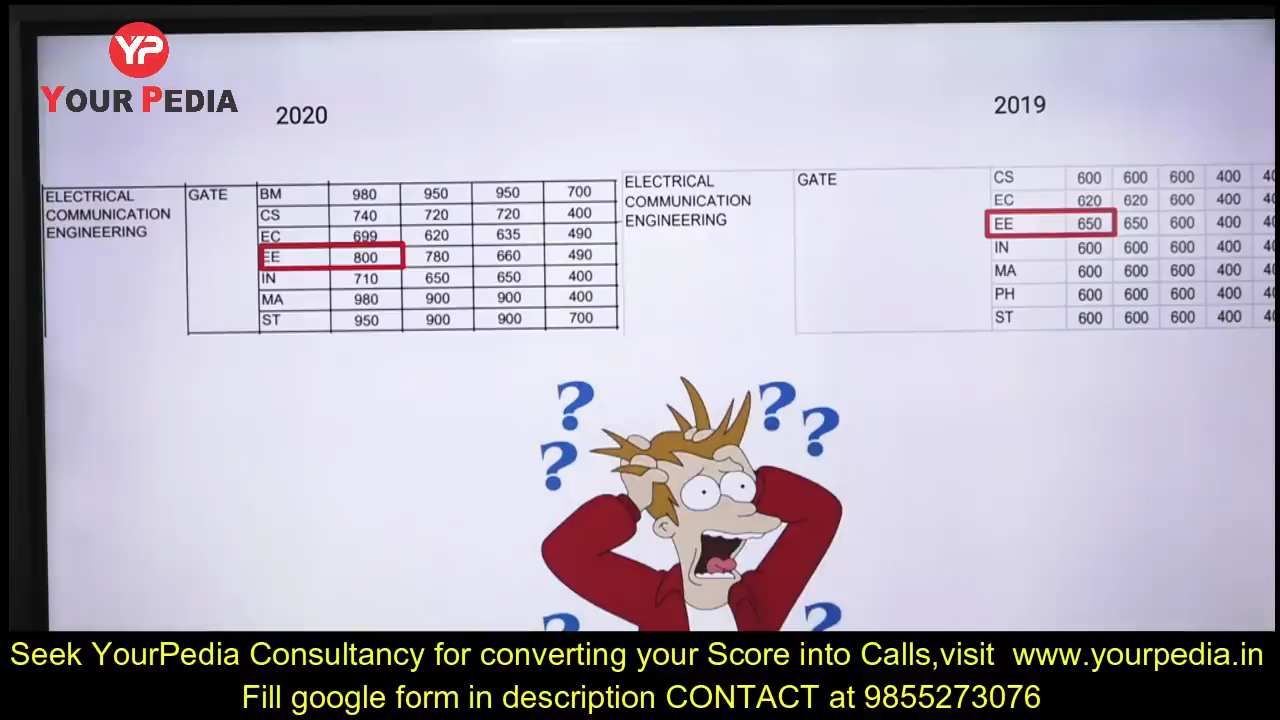 YP
YOUR PEDIA
2020
2019
ELECTRICAL COMMUNICATION ENGINEERING GATE
BM 980 950 950 700
CS 740 720 720 400
EC 699 620 635 490
EE 800 780 660 490
IN 710 650 650 400
MA 980 900 900 400
ST 950 900 900 700
ELECTRICAL COMMUNICATION ENGINEERING GATE
CS 600 600 600 400
EC 620 620 600 400
EE 650 650 600 400
IN 600 600 600 400
MA 600 600 600 400
PH 600 600 600 400
ST 600 600 600 400
? ? ? ? ? ?
Seek YourPedia Consultancy for converting your Score into Calls,visit www.yourpedia.in
Fill google form in description CONTACT at 9855273076